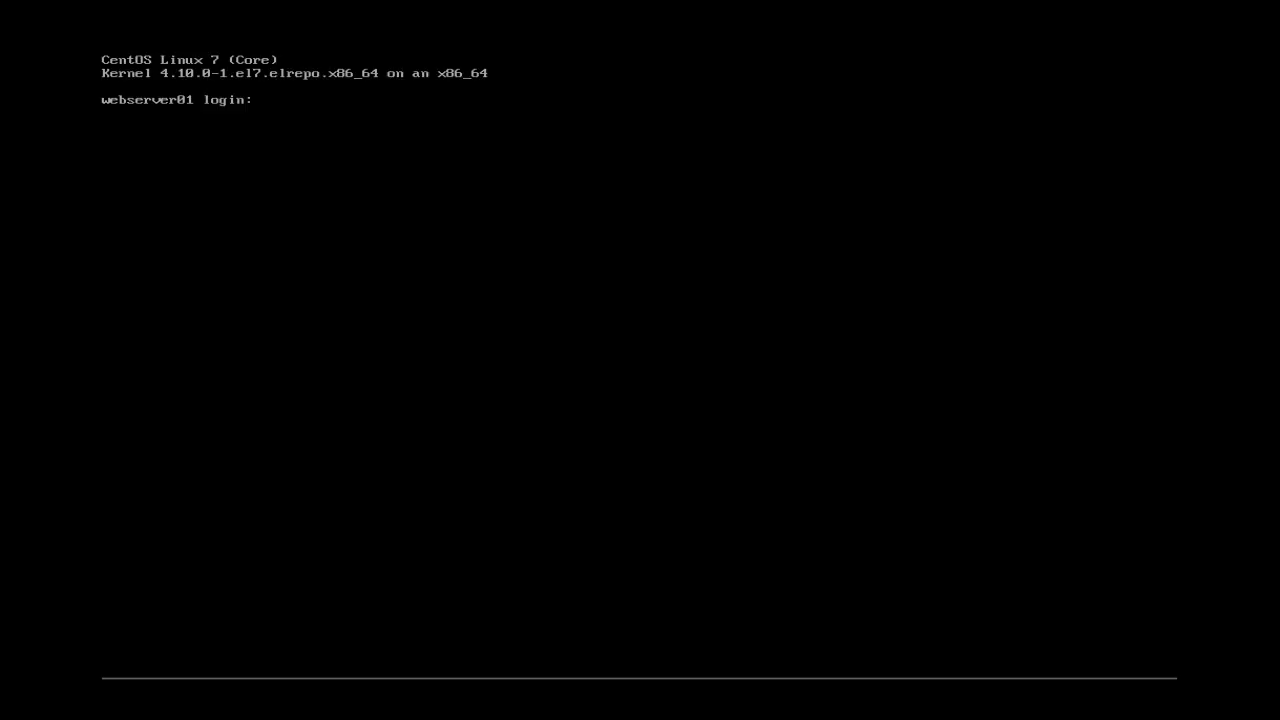 CentOS Linux 7 (Core)
Kernel 4.10.0-1.el7.elrepo.x86_64 on an x86_64
webserver01 login: